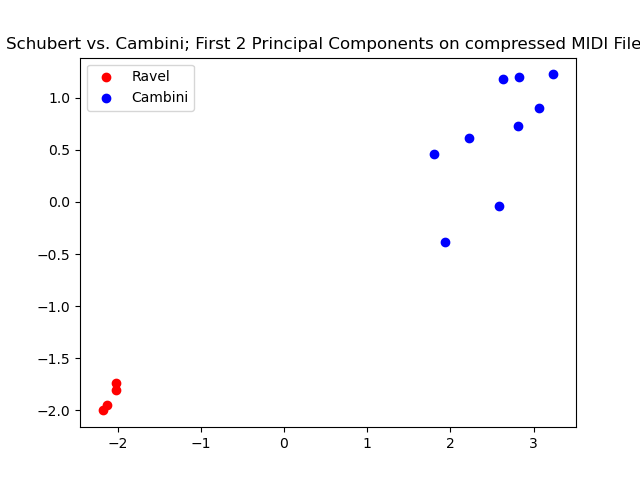 Schubert vs. Cambini; First 2 Principal Components on compressed MIDI File
Ravel
Cambini
1.0
0.5
0.0
−0.5
−1.0
−1.5
−2.0
−2 −1 0 1 2 3